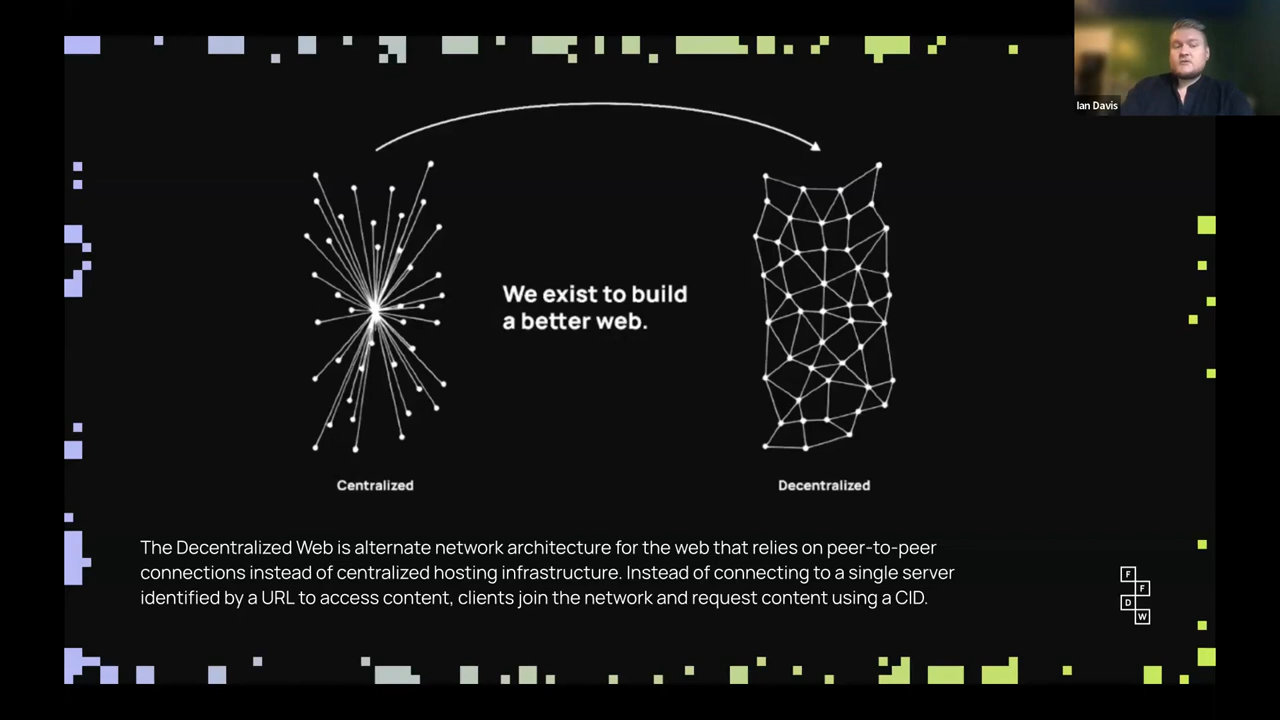 Ian Davis
We exist to build
a better web.
Centralized
Decentralized
The Decentralized Web is alternate network architecture for the web that relies on peer-to-peer
connections instead of centralized hosting infrastructure. Instead of connecting to a single server
identified by a URL to access content, clients join the network and request content using a CID.
F
F
D
W